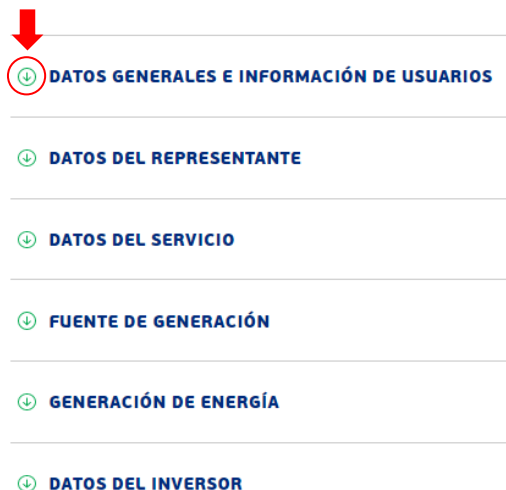 DATOS GENERALES E INFORMACIÓN DE USUARIOS
DATOS DEL REPRESENTANTE
DATOS DEL SERVICIO
FUENTE DE GENERACIÓN
GENERACIÓN DE ENERGÍA
DATOS DEL INVERSOR